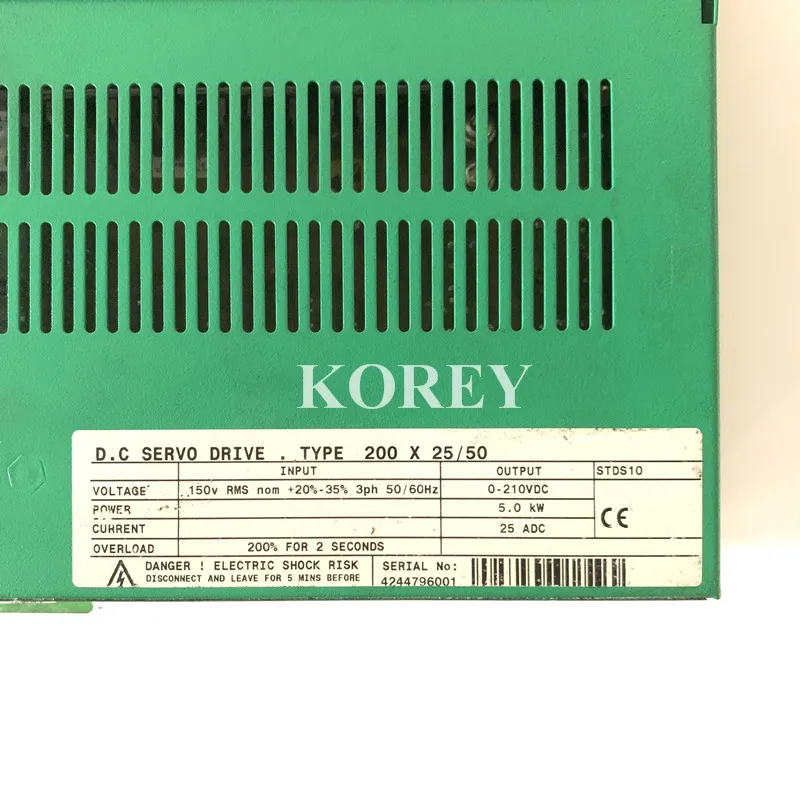 KOREY
D.C SERVO DRIVE . TYPE 200 X 25/50
INPUT OUTPUT STDS10
VOLTAGE 150v RMS nom +20%-35% 3ph 50/60Hz 0-210VDC
POWER 5.0 kW
CURRENT 25 ADC
CE
OVERLOAD 200% FOR 2 SECONDS
DANGER ! ELECTRIC SHOCK RISK
DISCONNECT AND LEAVE FOR 5 MINS BEFORE
SERIAL No:
4244796001